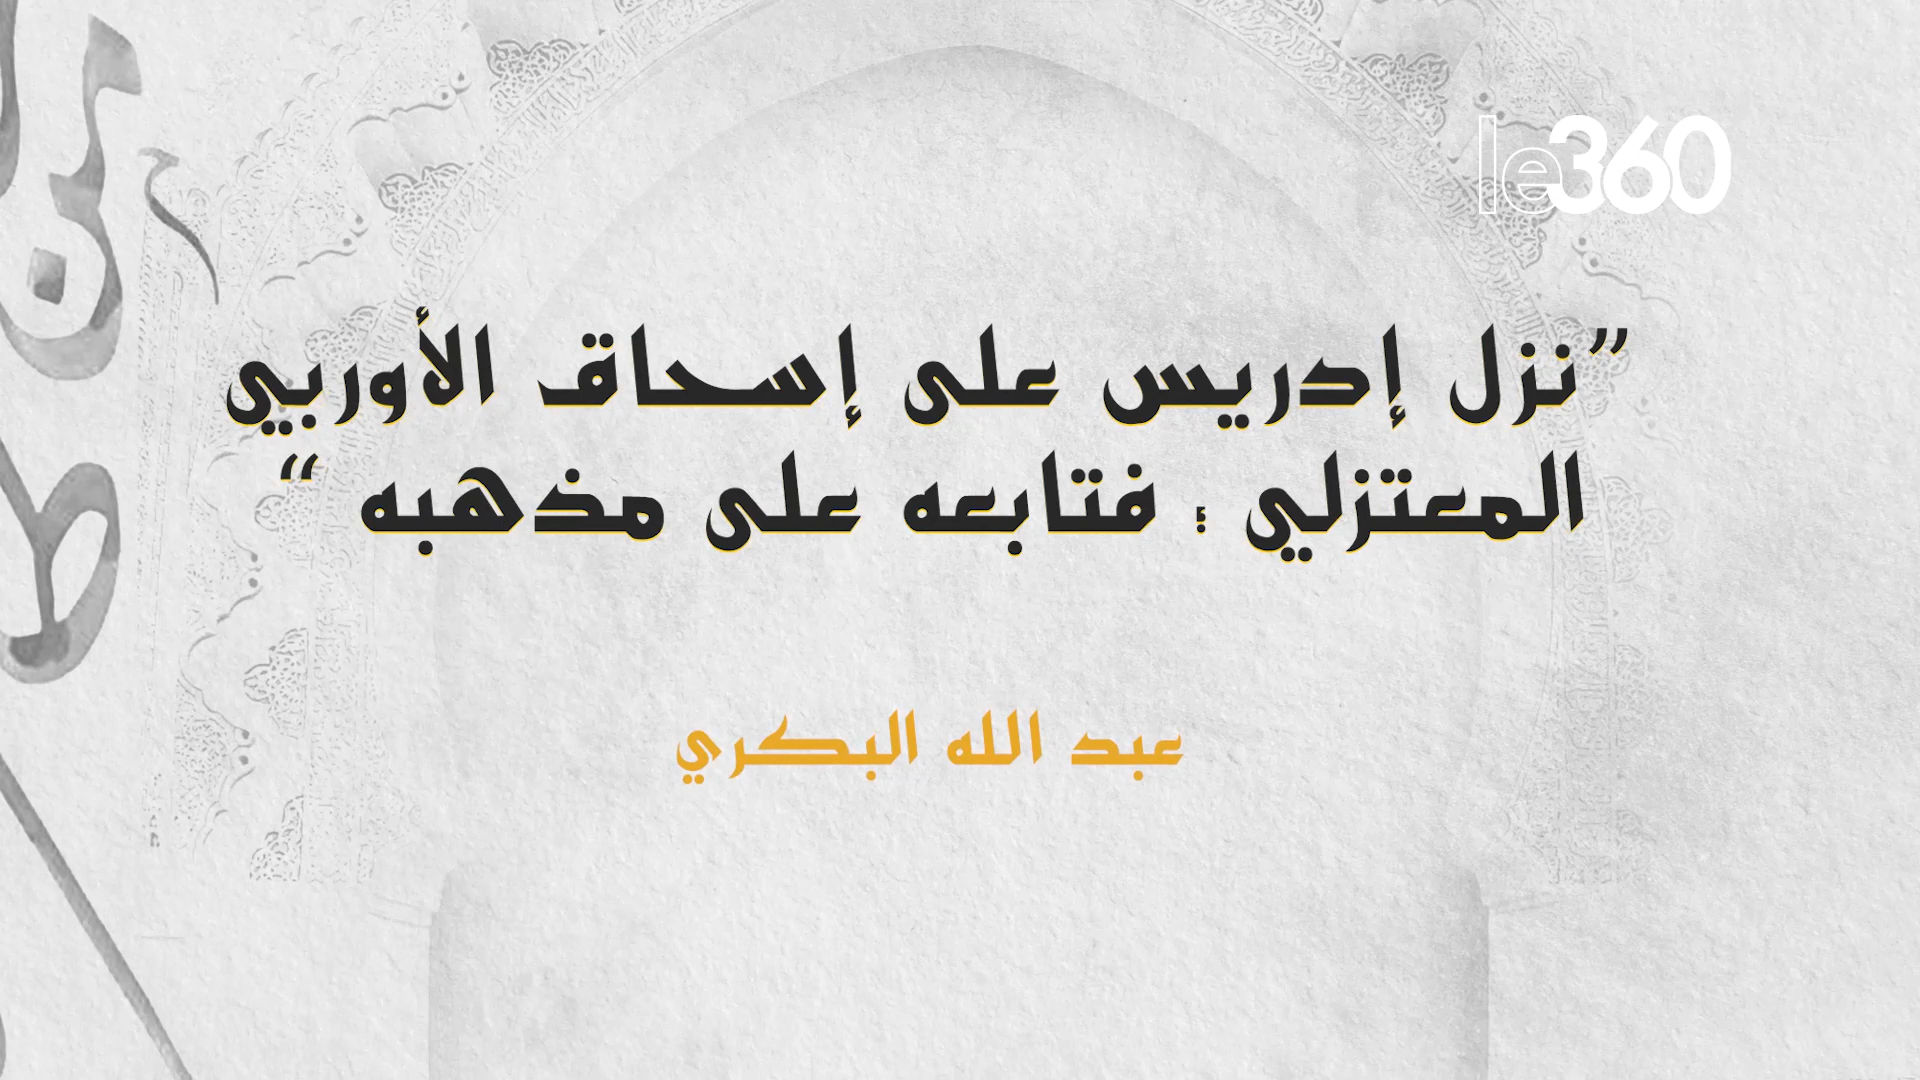 le360
”نزل إدريس على إسحاق الأوربي
المعتزلي ؛ فتابعه على مذهبه “
عبد الله البكري